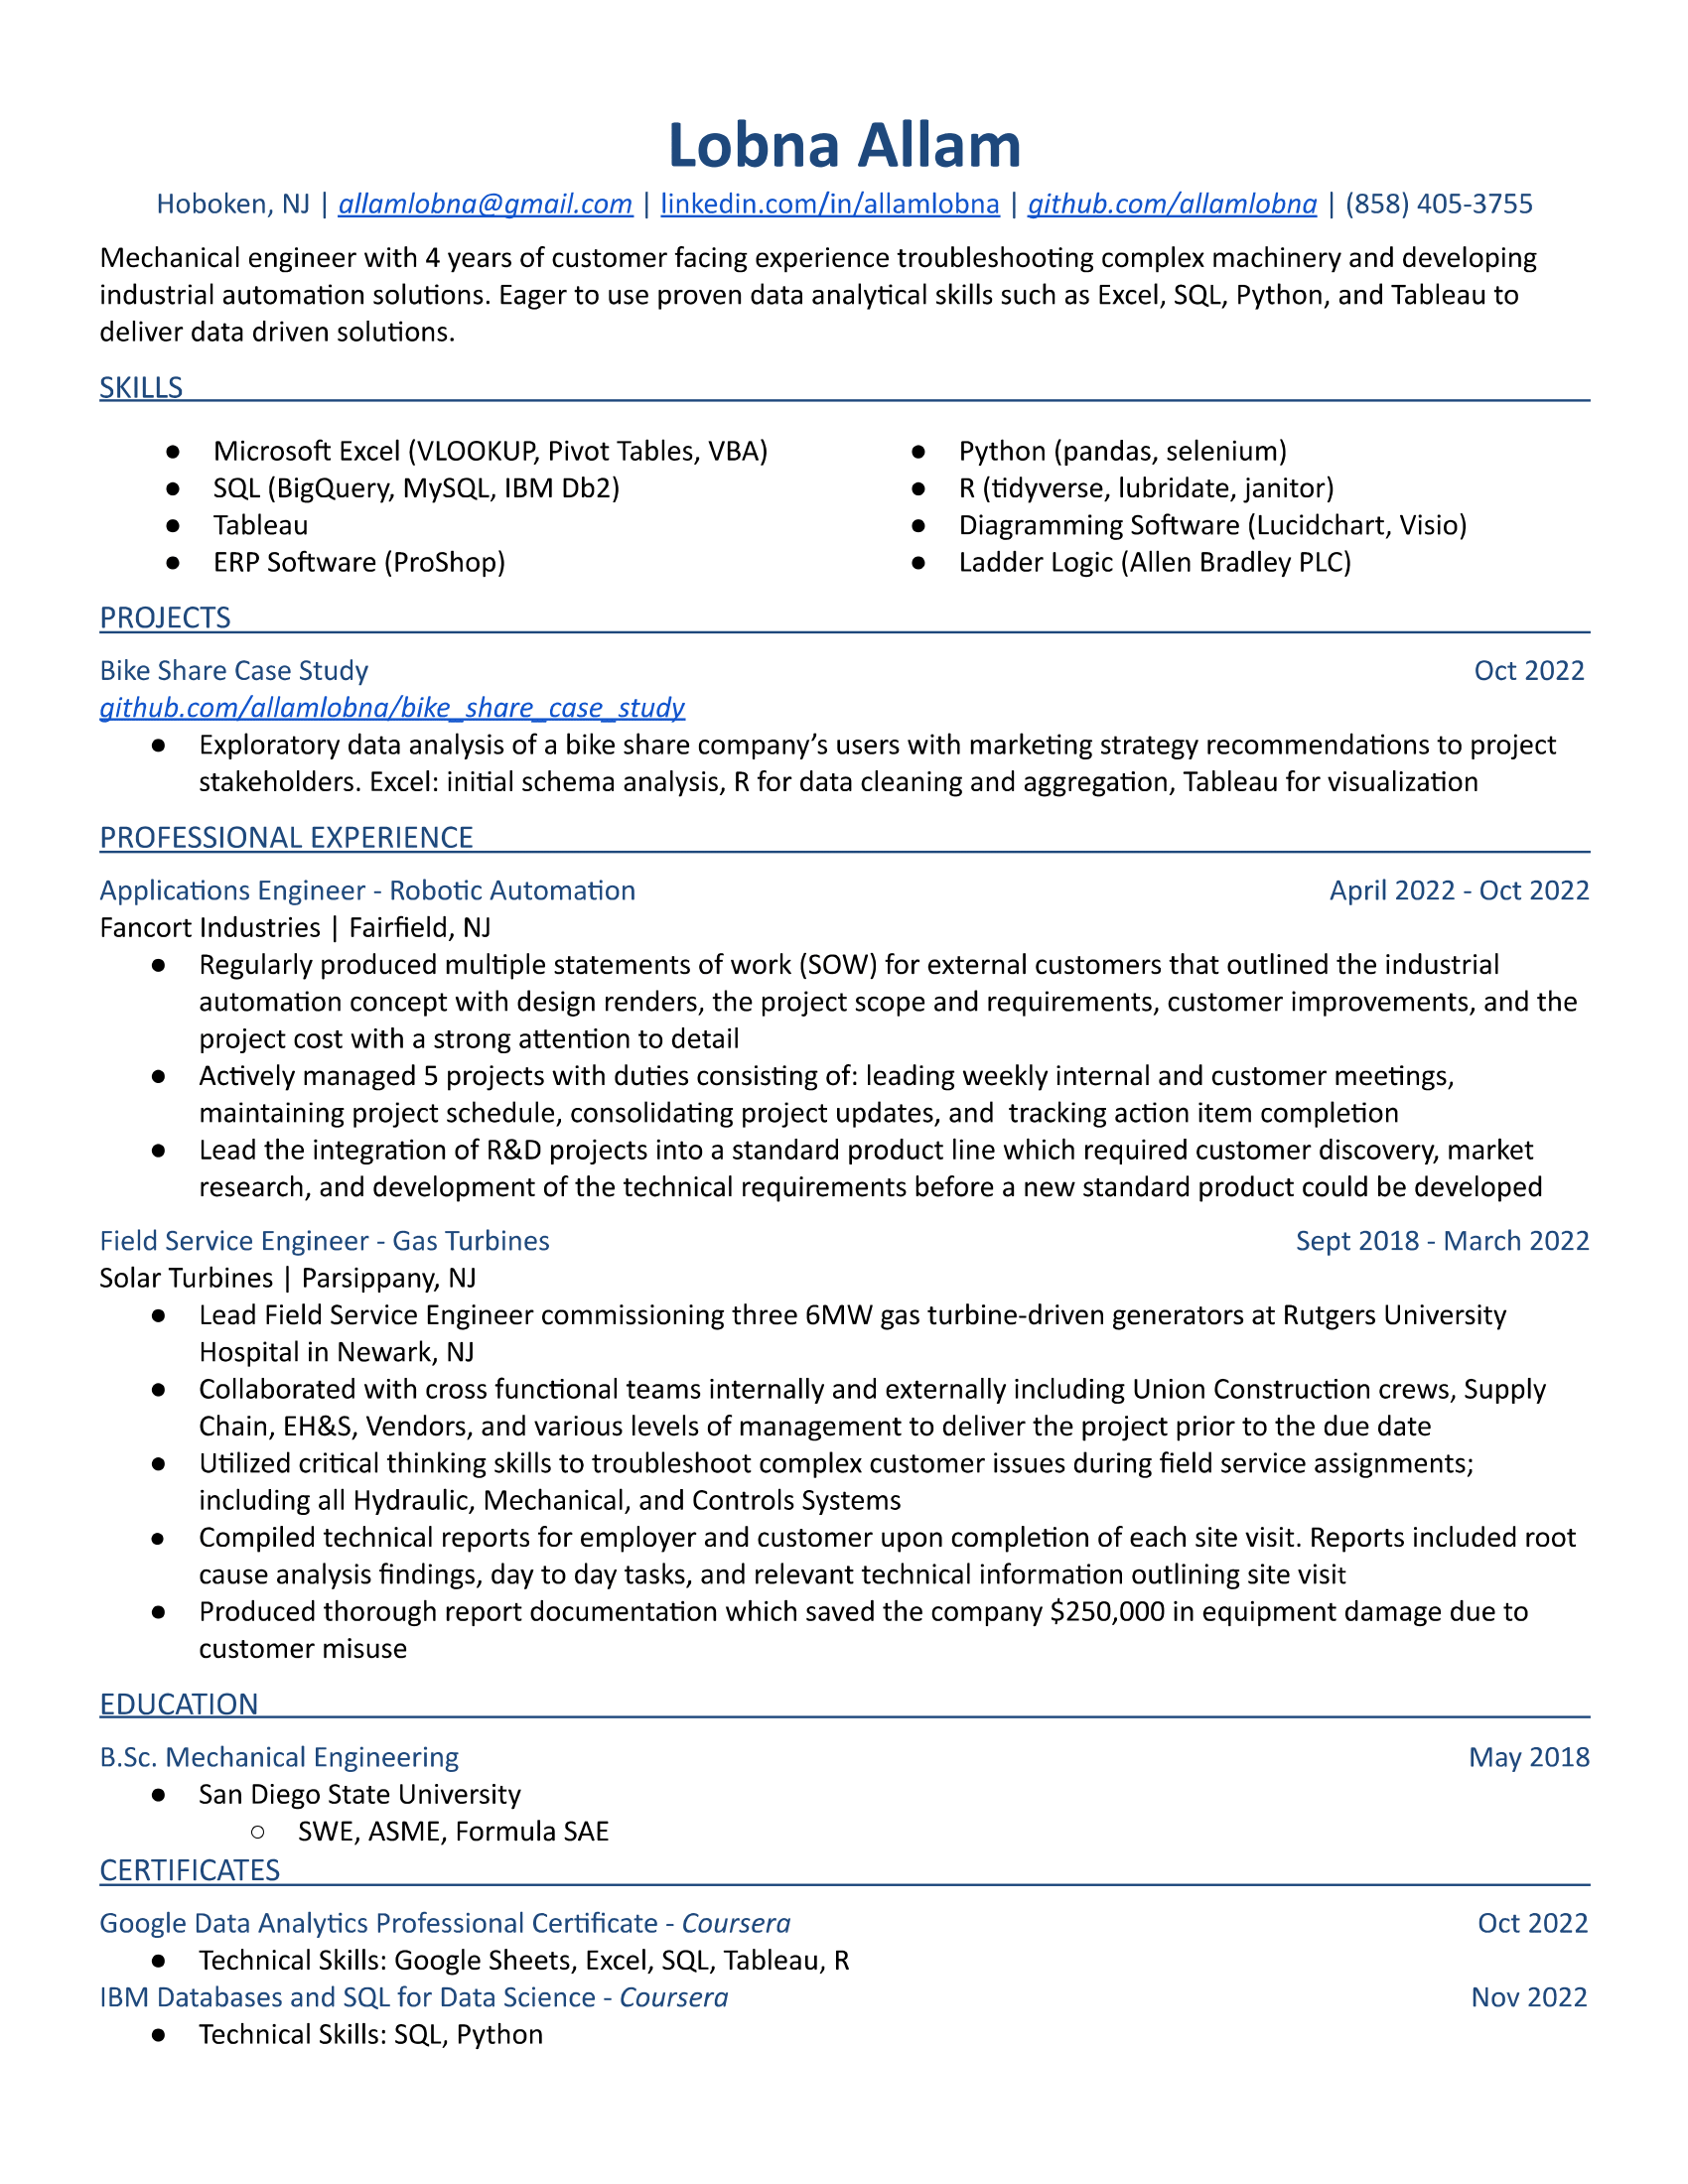 Lobna Allam
Hoboken, NJ | allamlobna@gmail.com | linkedin.com/in/allamlobna | github.com/allamlobna | (858) 405-3755
Mechanical engineer with 4 years of customer facing experience troubleshooting complex machinery and developing
industrial automation solutions. Eager to use proven data analytical skills such as Excel, SQL, Python, and Tableau to
deliver data driven solutions.
SKILLS
● Microsoft Excel (VLOOKUP, Pivot Tables, VBA)
● SQL (BigQuery, MySQL, IBM Db2)
● Tableau
● ERP Software (ProShop)
● Python (pandas, selenium)
● R (tidyverse, lubridate, janitor)
● Diagramming Software (Lucidchart, Visio)
● Ladder Logic (Allen Bradley PLC)
PROJECTS
Bike Share Case Study Oct 2022
github.com/allamlobna/bike_share_case_study
● Exploratory data analysis of a bike share company’s users with marketing strategy recommendations to project
stakeholders. Excel: initial schema analysis, R for data cleaning and aggregation, Tableau for visualization
PROFESSIONAL EXPERIENCE
Applications Engineer - Robotic Automation April 2022 - Oct 2022
Fancort Industries | Fairfield, NJ
● Regularly produced multiple statements of work (SOW) for external customers that outlined the industrial
automation concept with design renders, the project scope and requirements, customer improvements, and the
project cost with a strong attention to detail
● Actively managed 5 projects with duties consisting of: leading weekly internal and customer meetings,
maintaining project schedule, consolidating project updates, and  tracking action item completion
● Lead the integration of R&D projects into a standard product line which required customer discovery, market
research, and development of the technical requirements before a new standard product could be developed
Field Service Engineer - Gas Turbines Sept 2018 - March 2022
Solar Turbines | Parsippany, NJ
● Lead Field Service Engineer commissioning three 6MW gas turbine-driven generators at Rutgers University
Hospital in Newark, NJ
● Collaborated with cross functional teams internally and externally including Union Construction crews, Supply
Chain, EH&S, Vendors, and various levels of management to deliver the project prior to the due date
● Utilized critical thinking skills to troubleshoot complex customer issues during field service assignments;
including all Hydraulic, Mechanical, and Controls Systems
● Compiled technical reports for employer and customer upon completion of each site visit. Reports included root
cause analysis findings, day to day tasks, and relevant technical information outlining site visit
● Produced thorough report documentation which saved the company $250,000 in equipment damage due to
customer misuse
EDUCATION
B.Sc. Mechanical Engineering May 2018
● San Diego State University
○ SWE, ASME, Formula SAE
CERTIFICATES
Google Data Analytics Professional Certificate - Coursera Oct 2022
● Technical Skills: Google Sheets, Excel, SQL, Tableau, R
IBM Databases and SQL for Data Science - Coursera Nov 2022
● Technical Skills: SQL, Python